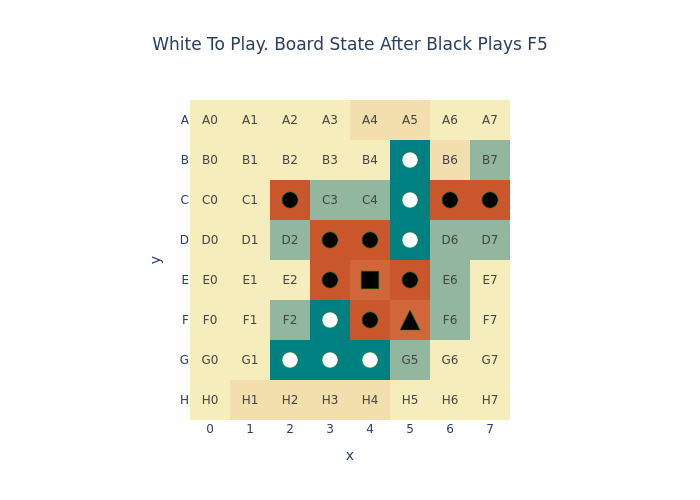 White To Play. Board State After Black Plays F5
A A0 A1 A2 A3 A4 A5 A6 A7
B B0 B1 B2 B3 B4 B6 B7
C C0 C1 C3 C4
D D0 D1 D2 D6 D7
y
E E0 E1 E2 E6 E7
F F0 F1 F2 F6 F7
G G0 G1 G5 G6 G7
H H0 H1 H2 H3 H4 H5 H6 H7
0 1 2 3 4 5 6 7
x